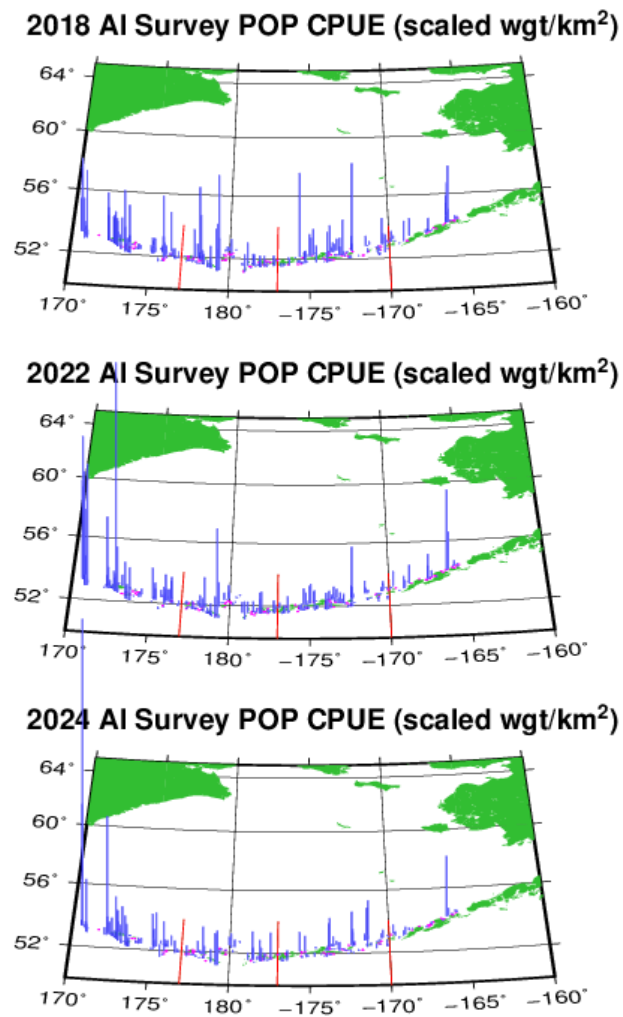 2018 AI Survey POP CPUE (scaled wgt/km²)
64°
60°
56°
52°
170° 175° 180° −175° −170° −165° −160°
2022 AI Survey POP CPUE (scaled wgt/km²)
64°
60°
56°
52°
170° 175° 180° −175° −170° −165° −160°
2024 AI Survey POP CPUE (scaled wgt/km²)
64°
60°
56°
52°
170° 175° 180° −175° −170° −165° −160°